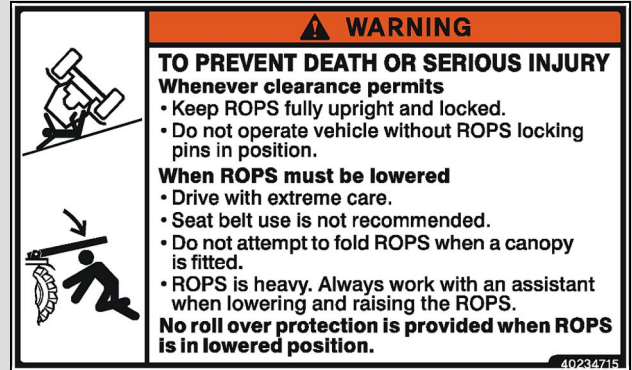 WARNING
TO PREVENT DEATH OR SERIOUS INJURY
Whenever clearance permits
• Keep ROPS fully upright and locked.
• Do not operate vehicle without ROPS locking
pins in position.
When ROPS must be lowered
• Drive with extreme care.
• Seat belt use is not recommended.
• Do not attempt to fold ROPS when a canopy
is fitted.
• ROPS is heavy. Always work with an assistant
when lowering and raising the ROPS.
No roll over protection is provided when ROPS
is in lowered position.
40234715